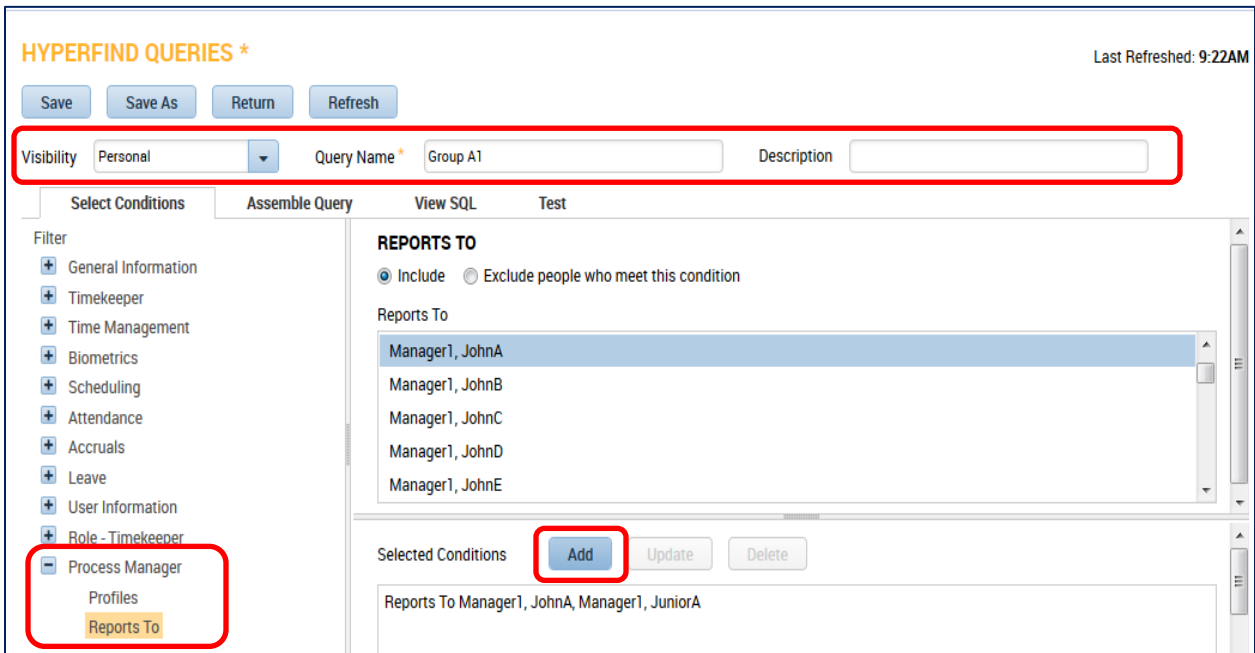 HYPERFIND QUERIES *
Last Refreshed: 9:22AM
Save Save As Return Refresh
Visibility Personal Query Name * Group A1 Description
Select Conditions Assemble Query View SQL Test
Filter
General Information
Timekeeper
Time Management
Biometrics
Scheduling
Attendance
Accruals
Leave
User Information
Role - Timekeeper
Process Manager
Profiles
Reports To
REPORTS TO
Include Exclude people who meet this condition
Reports To
Manager1, JohnA
Manager1, JohnB
Manager1, JohnC
Manager1, JohnD
Manager1, JohnE
Selected Conditions Add Update Delete
Reports To Manager1, JohnA, Manager1, JuniorA